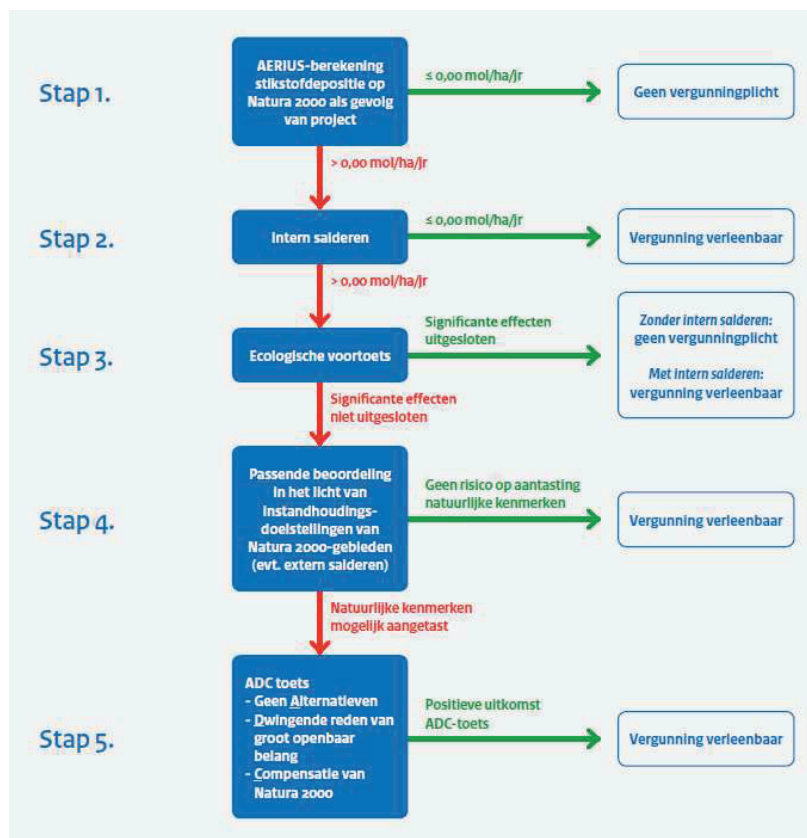 Stap 1.
AERIUS-berekening
stikstofdepositie op
Natura 2000 als gevolg
van project
≤ 0,00 mol/ha/jr
Geen vergunningplicht
> 0,00 mol/ha/jr
Stap 2.
Intern salderen
≤ 0,00 mol/ha/jr
Vergunning verleenbaar
> 0,00 mol/ha/jr
Stap 3.
Ecologische voortoets
Significante effecten
uitgesloten
Zonder intern salderen:
geen vergunningplicht
Met intern salderen:
vergunning verleenbaar
Significante effecten
niet uitgesloten
Stap 4.
Passende beoordeling
in het licht van
instandhoudings-
doelstellingen van
Natura 2000-gebieden
(evt. extern salderen)
Geen risico op aantasting
natuurlijke kenmerken
Vergunning verleenbaar
Natuurlijke kenmerken
mogelijk aangetast
Stap 5.
ADC toets
- Geen Alternatieven
- Dwingende reden van
groot openbaar
belang
- Compensatie van
Natura 2000
Positieve uitkomst
ADC-toets
Vergunning verleenbaar